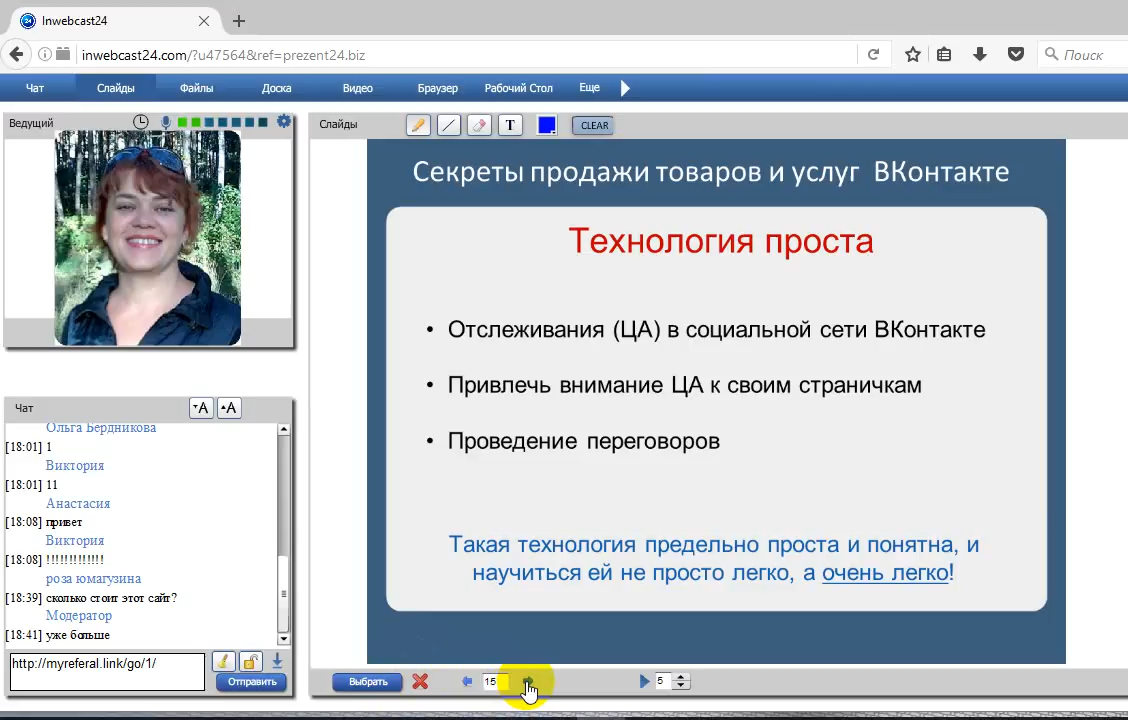 Inwebcast24
inwebcast24.com/?u47564&ref=prezent24.biz
Поиск
Чат Слайды Файлы Доска Видео Браузер Рабочий Стол Еще
Ведущий
Слайды
T
CLEAR
Секреты продажи товаров и услуг ВКонтакте
Технология проста
• Отслеживания (ЦА) в социальной сети ВКонтакте
• Привлечь внимание ЦА к своим страничкам
• Проведение переговоров
Такая технология предельно проста и понятна, и
научиться ей не просто легко, а очень легко!
Чат
A A
Ольга Бердникова
[18:01] 1
Виктория
[18:01] 11
Анастасия
[18:08] привет
Виктория
[18:08] !!!!!!!!!!!!!
роза юмагузина
[18:39] сколько стоит этот сайт?
Модератор
[18:41] уже больше
http://myreferal.link/go/1/
Отправить
Выбрать
15
5